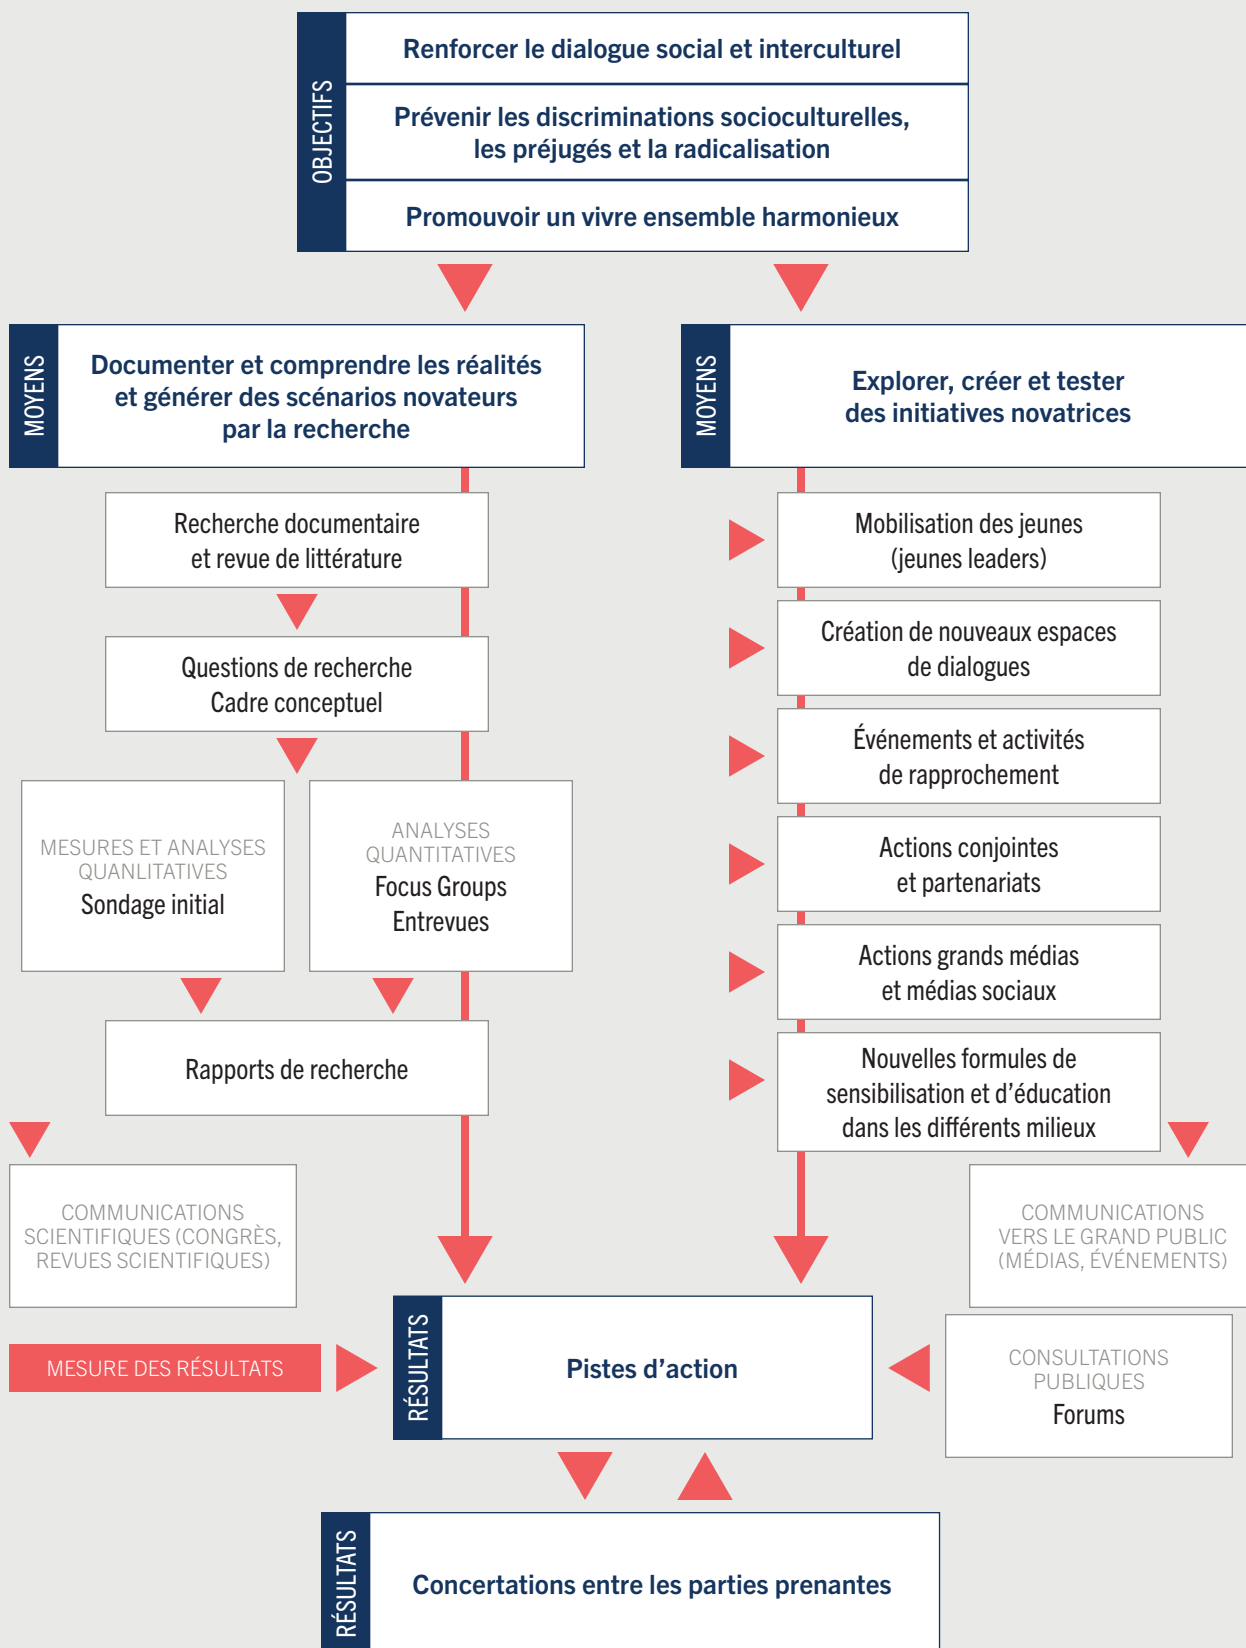 OBJECTIFS
Renforcer le dialogue social et interculturel
Prévenir les discriminations socioculturelles,
les préjugés et la radicalisation
Promouvoir un vivre ensemble harmonieux
MOYENS
Documenter et comprendre les réalités
et générer des scénarios novateurs
par la recherche
Recherche documentaire
et revue de littérature
Questions de recherche
Cadre conceptuel
MESURES ET ANALYSES
QUANLITATIVES
Sondage initial
ANALYSES
QUANTITATIVES
Focus Groups
Entrevues
Rapports de recherche
COMMUNICATIONS
SCIENTIFIQUES (CONGRÈS,
REVUES SCIENTIFIQUES)
MOYENS
Explorer, créer et tester
des initiatives novatrices
Mobilisation des jeunes
(jeunes leaders)
Création de nouveaux espaces
de dialogues
Événements et activités
de rapprochement
Actions conjointes
et partenariats
Actions grands médias
et médias sociaux
Nouvelles formules de
sensibilisation et d'éducation
dans les différents milieux
COMMUNICATIONS
VERS LE GRAND PUBLIC
(MÉDIAS, ÉVÉNEMENTS)
MESURE DES RÉSULTATS
RÉSULTATS
Pistes d'action
CONSULTATIONS
PUBLIQUES
Forums
RÉSULTATS
Concertations entre les parties prenantes